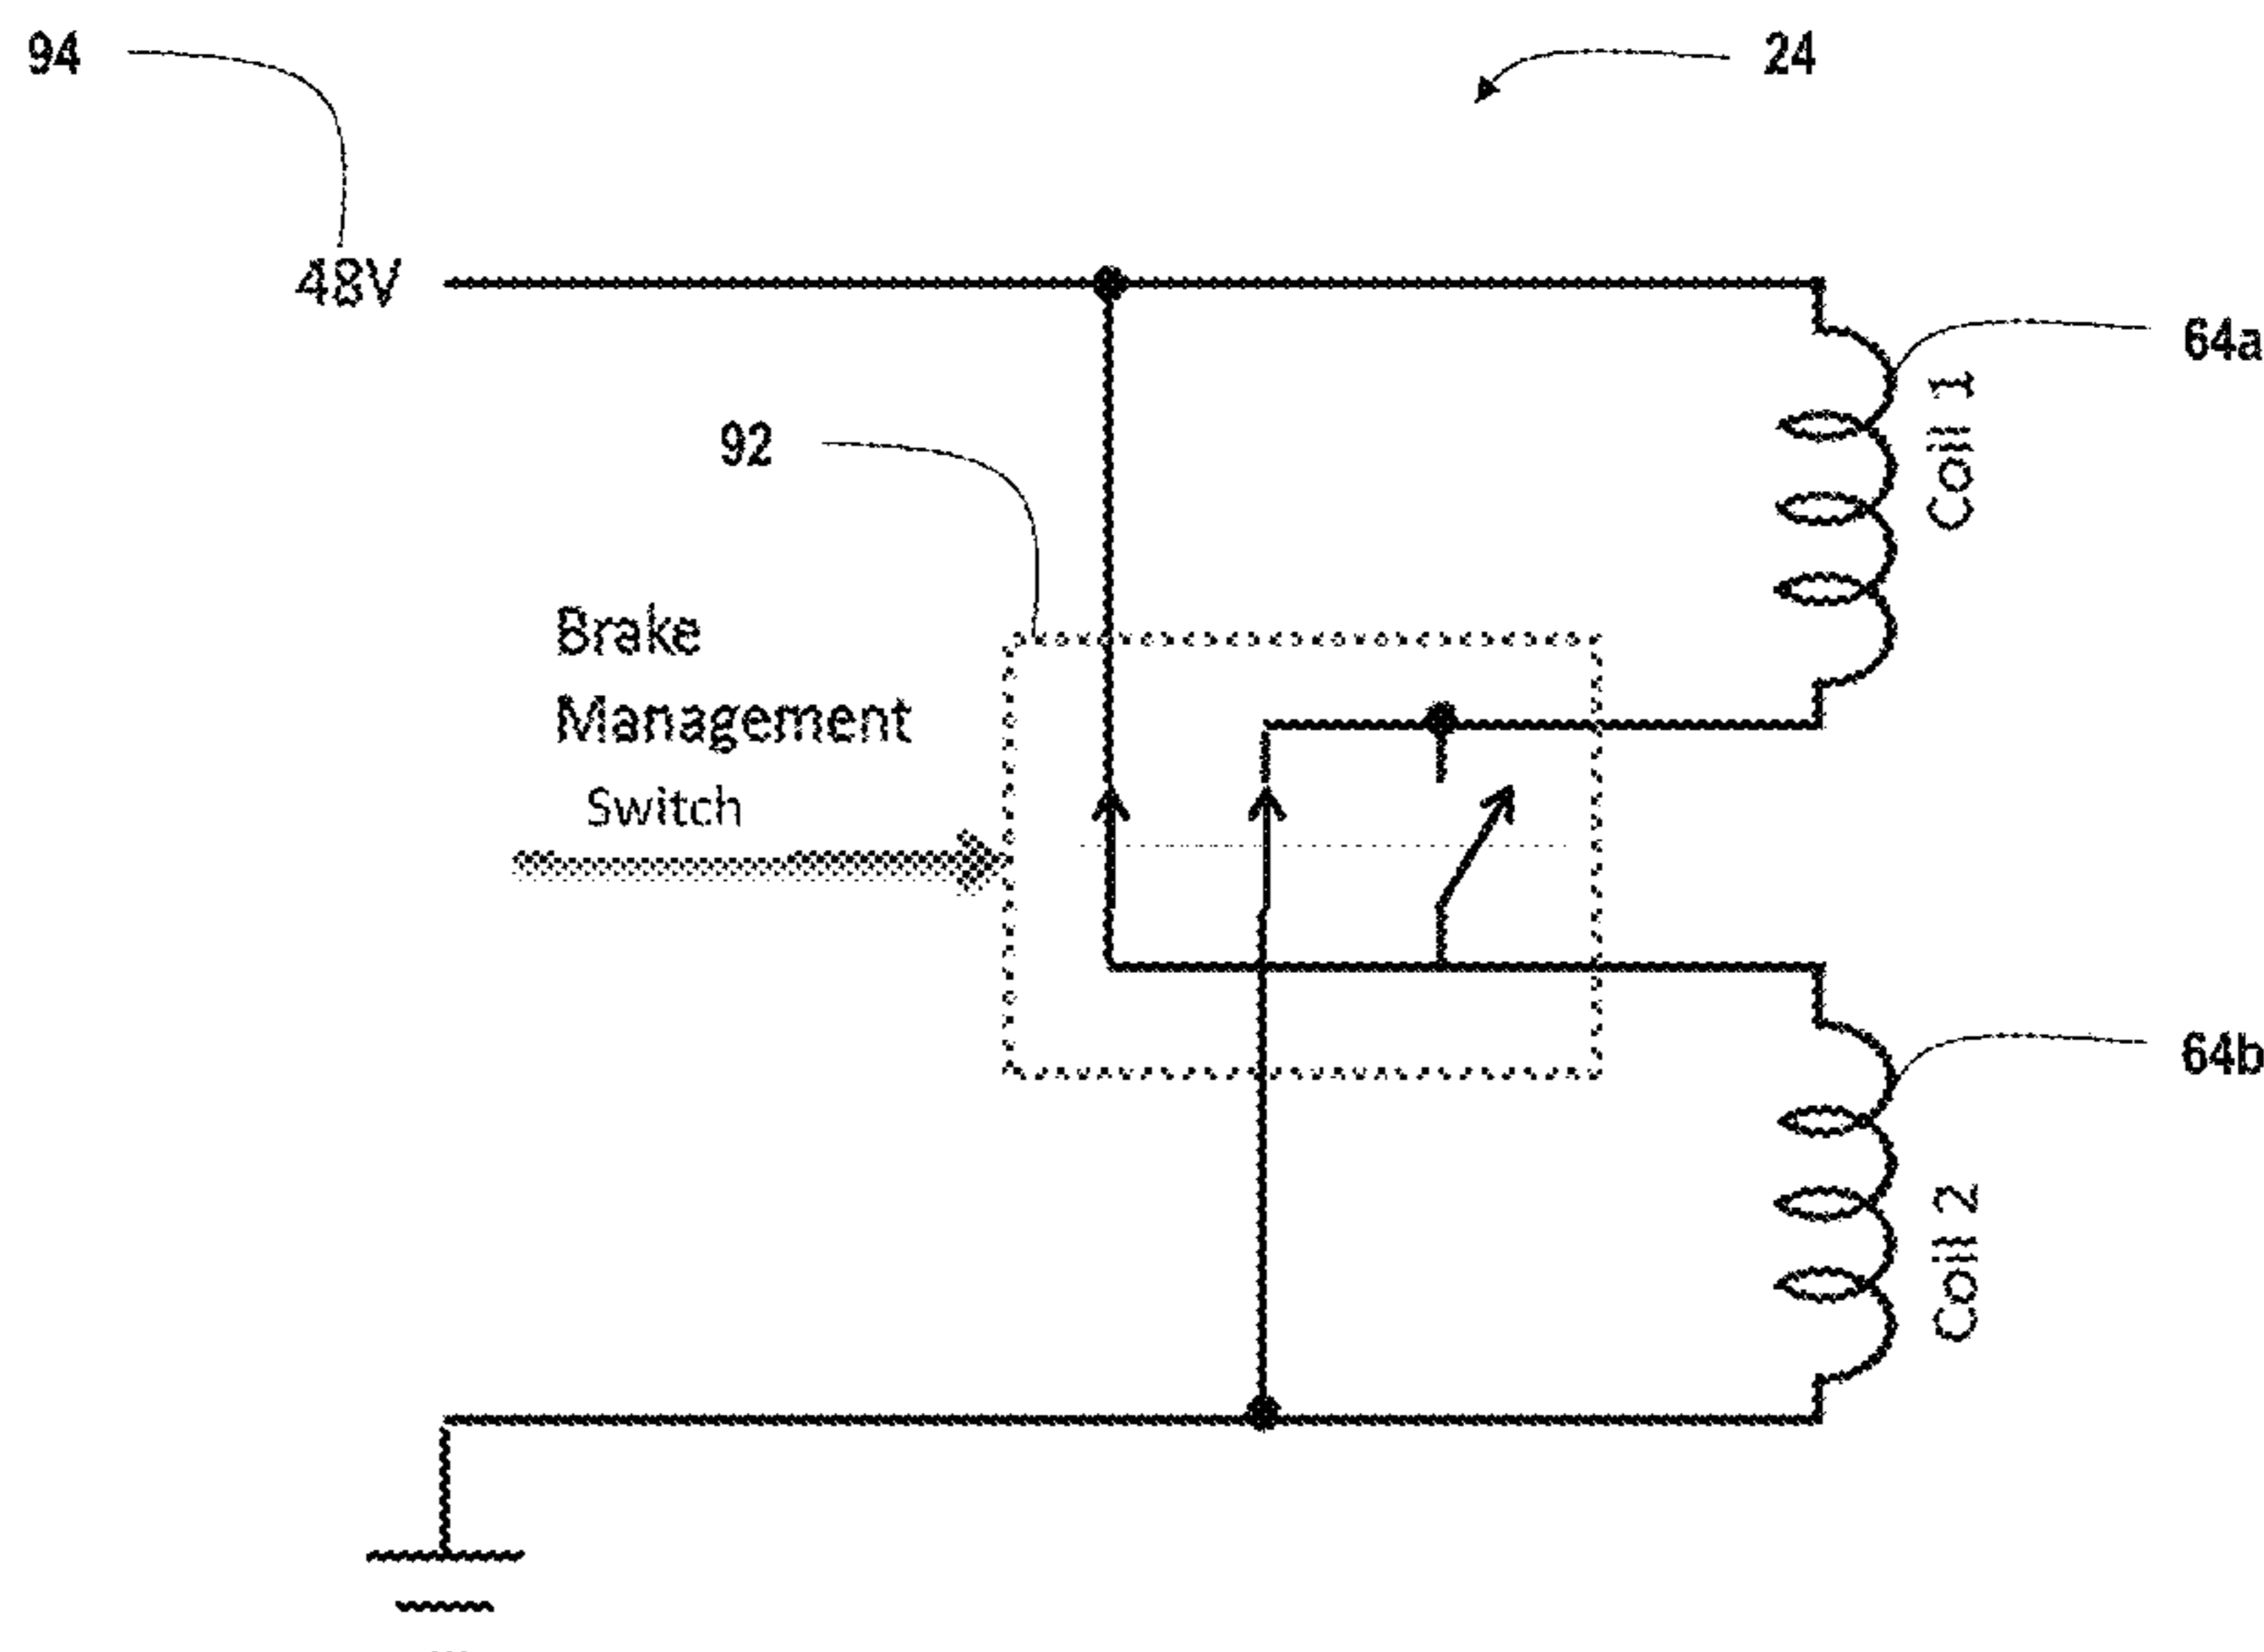 94
24
48V
64a
Coil 1
92
Brake
Management
Switch
64b
Coil 2